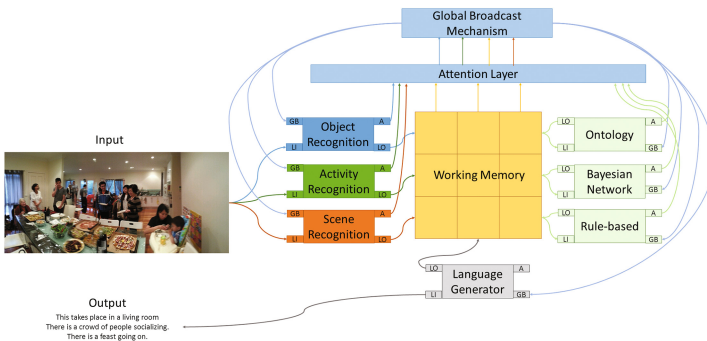 Global Broadcast
Mechanism
Attention Layer
Input
GB
A
Object
Recognition
LI
LO
GB
A
Activity
Recognition
LI
LO
GB
A
Scene
Recognition
LI
LO
Working Memory
LO
A
Ontology
LI
GB
LO
A
Bayesian
Network
LI
GB
LO
A
Rule-based
LI
GB
LO
A
Language
Generator
LI
GB
Output
This takes place in a living room
There is a crowd of people socializing.
There is a feast going on.